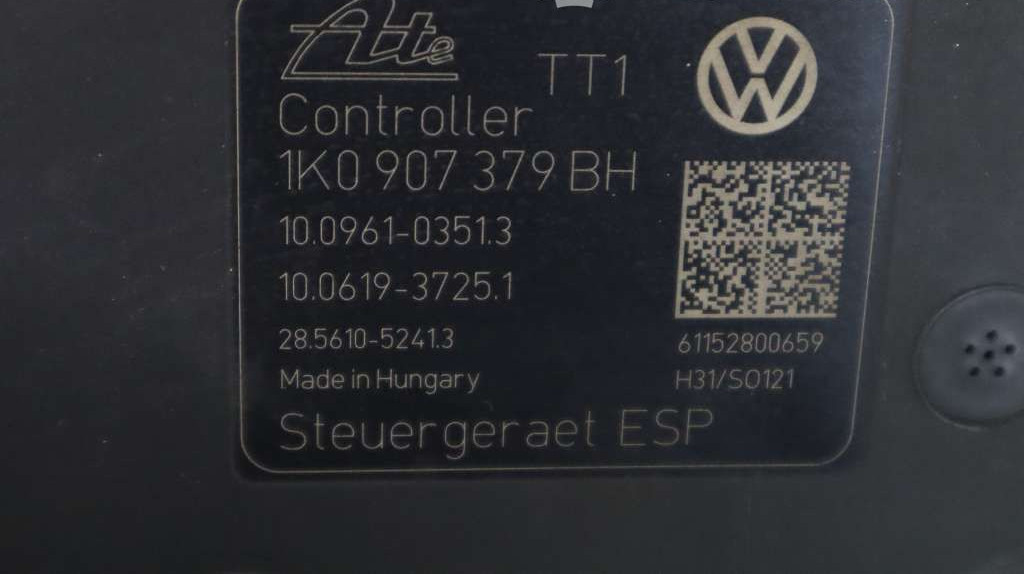 Ate
TT1
Controller
1K0 907 379 BH
10.0961-0351.3
10.0619-3725.1
28.5610-5241.3
61152800659
Made in Hungary
H31/SO121
Steuergeraet ESP